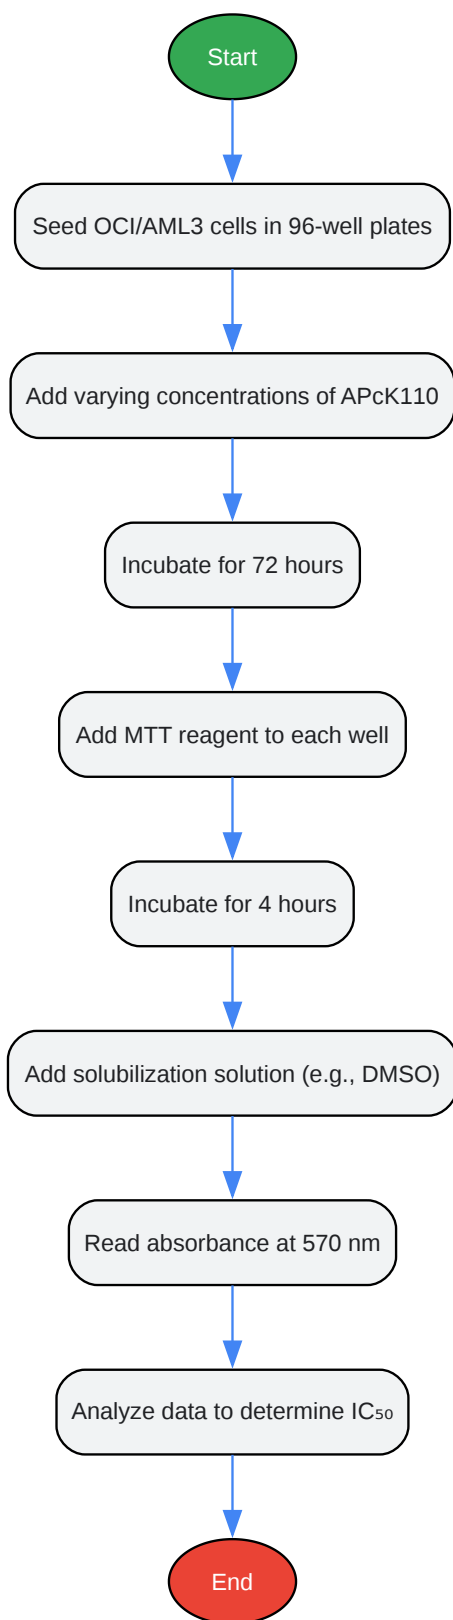 Start
Seed OCI/AML3 cells in 96-well plates
Add varying concentrations of APcK110
Incubate for 72 hours
Add MTT reagent to each well
Incubate for 4 hours
Add solubilization solution (e.g., DMSO)
Read absorbance at 570 nm
Analyze data to determine IC₅₀
End